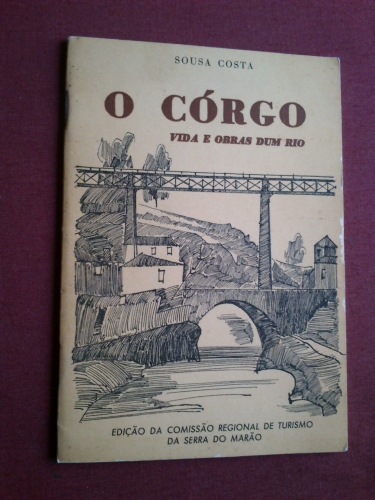 SOUSA COSTA
O CÓRGO
VIDA E OBRAS DUM RIO
EDIÇÃO DA COMISSÃO REGIONAL DE TURISMO
DA SERRA DO MARÃO